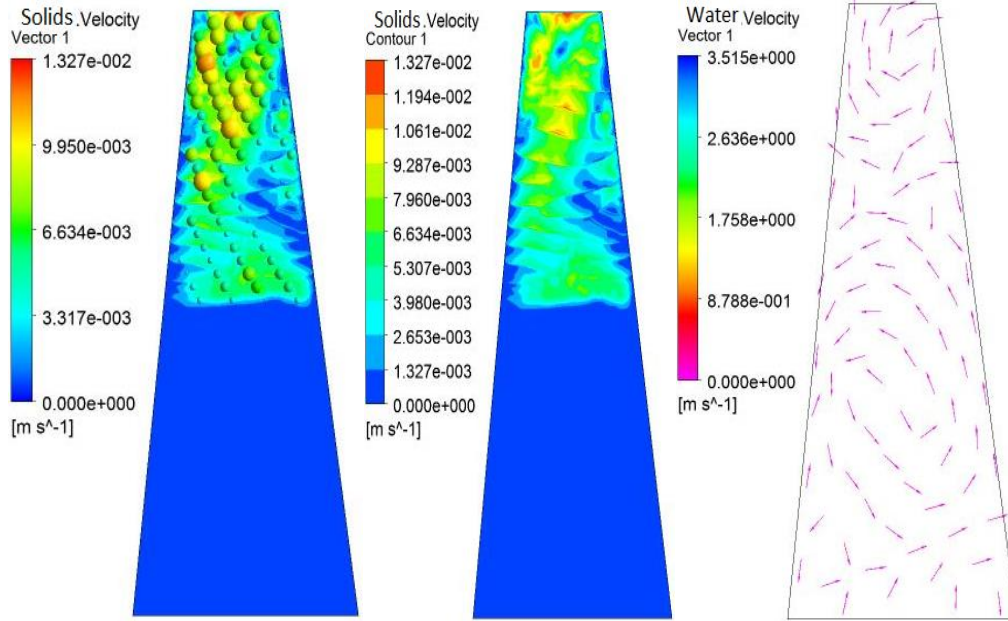 Solids .Velocity
Vector 1
1.327e-002
9.950e-003
6.634e-003
3.317e-003
0.000e+000
[m s^-1]
Solids .Velocity
Contour 1
1.327e-002
1.194e-002
1.061e-002
9.287e-003
7.960e-003
6.634e-003
5.307e-003
3.980e-003
2.653e-003
1.327e-003
0.000e+000
[m s^-1]
Water .Velocity
Vector 1
3.515e+000
2.636e+000
1.758e+000
8.788e-001
0.000e+000
[m s^-1]